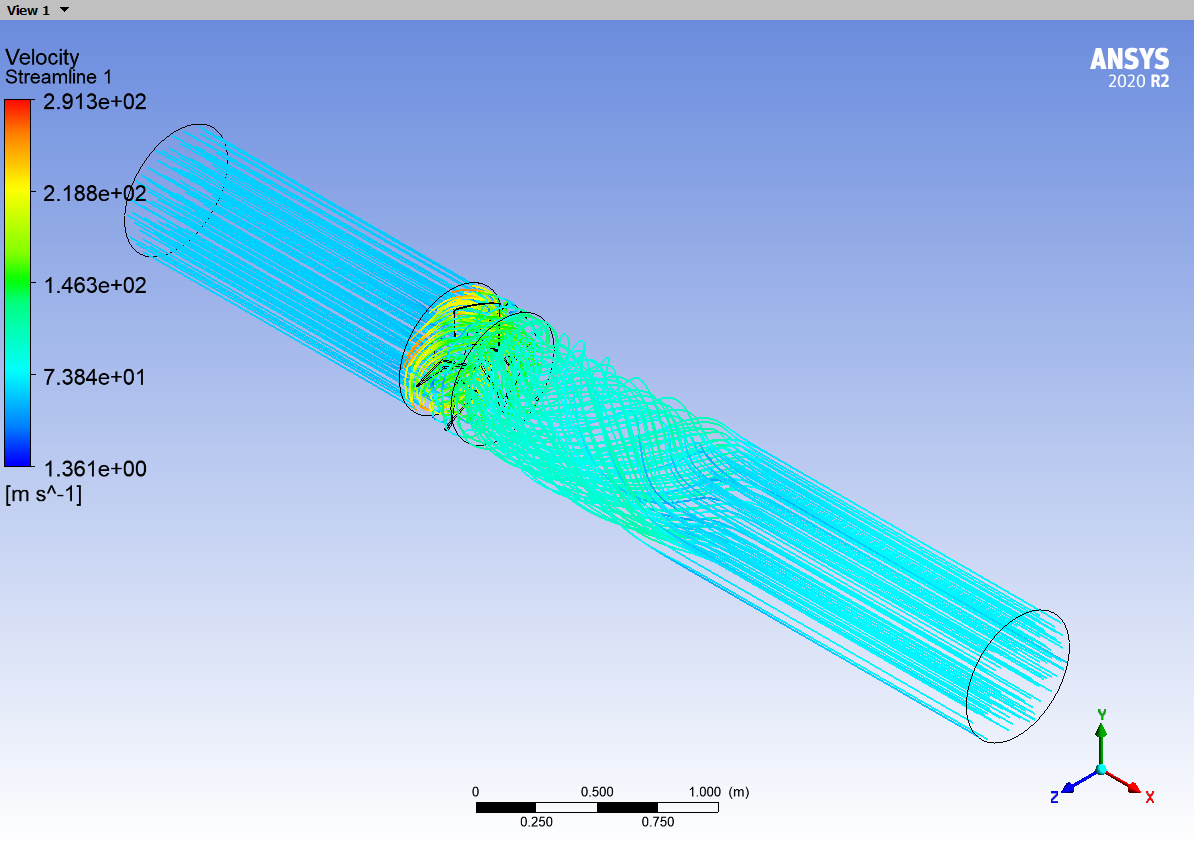 View 1
Velocity
Streamline 1
2.913e+02
2.188e+02
1.463e+02
7.384e+01
1.361e+00
[m s^-1]
ANSYS
2020 R2
0 0.500 1.000 (m)
0.250 0.750
Y
Z X